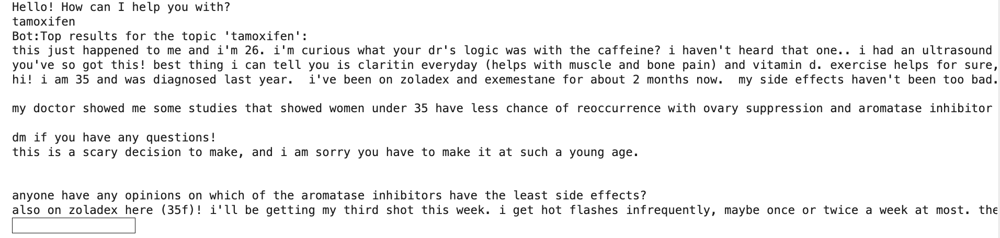 Hello! How can I help you with?
tamoxifen
Bot:Top results for the topic 'tamoxifen':
this just happened to me and i'm 26. i'm curious what your dr's logic was with the caffeine? i haven't heard that one.. i had an ultrasound
you've so got this! best thing i can tell you is claritin everyday (helps with muscle and bone pain) and vitamin d. exercise helps for sure,
hi! i am 35 and was diagnosed last year.  i've been on zoladex and exemestane for about 2 months now.  my side effects haven't been too bad.
my doctor showed me some studies that showed women under 35 have less chance of reoccurrence with ovary suppression and aromatase inhibitor
dm if you have any questions!
this is a scary decision to make, and i am sorry you have to make it at such a young age.
anyone have any opinions on which of the aromatase inhibitors have the least side effects?
also on zoladex here (35f)! i'll be getting my third shot this week. i get hot flashes infrequently, maybe once or twice a week at most. the